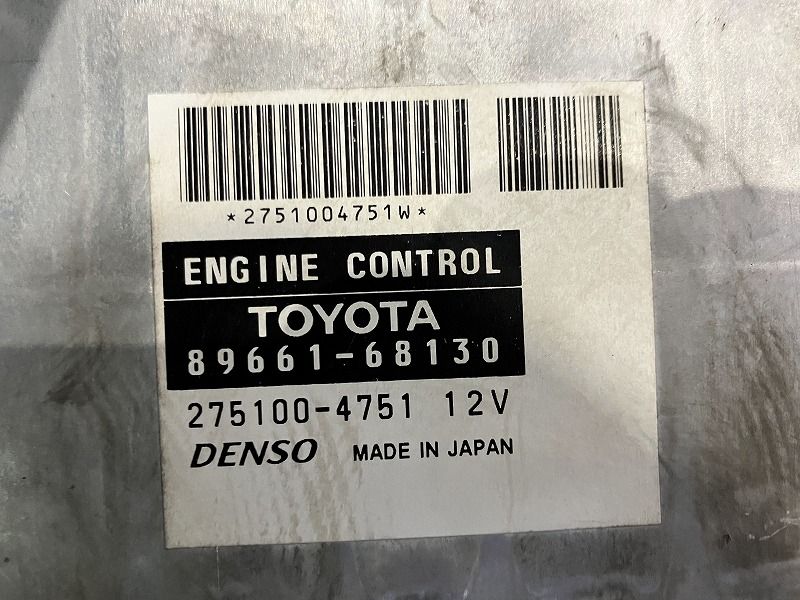 *2751004751W*
ENGINE CONTROL
TOYOTA
89661-68130
275100-4751 12V
DENSO MADE IN JAPAN